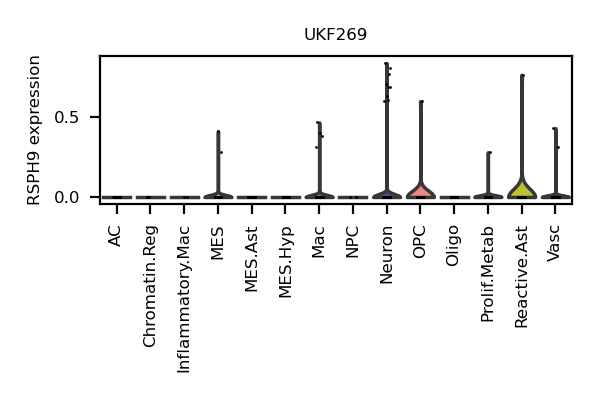 UKF269
RSPH9 expression
0.5
0.0
AC
Chromatin.Reg
Inflammatory.Mac
MES
MES.Ast
MES.Hyp
Mac
NPC
Neuron
OPC
Oligo
Prolif.Metab
Reactive.Ast
Vasc